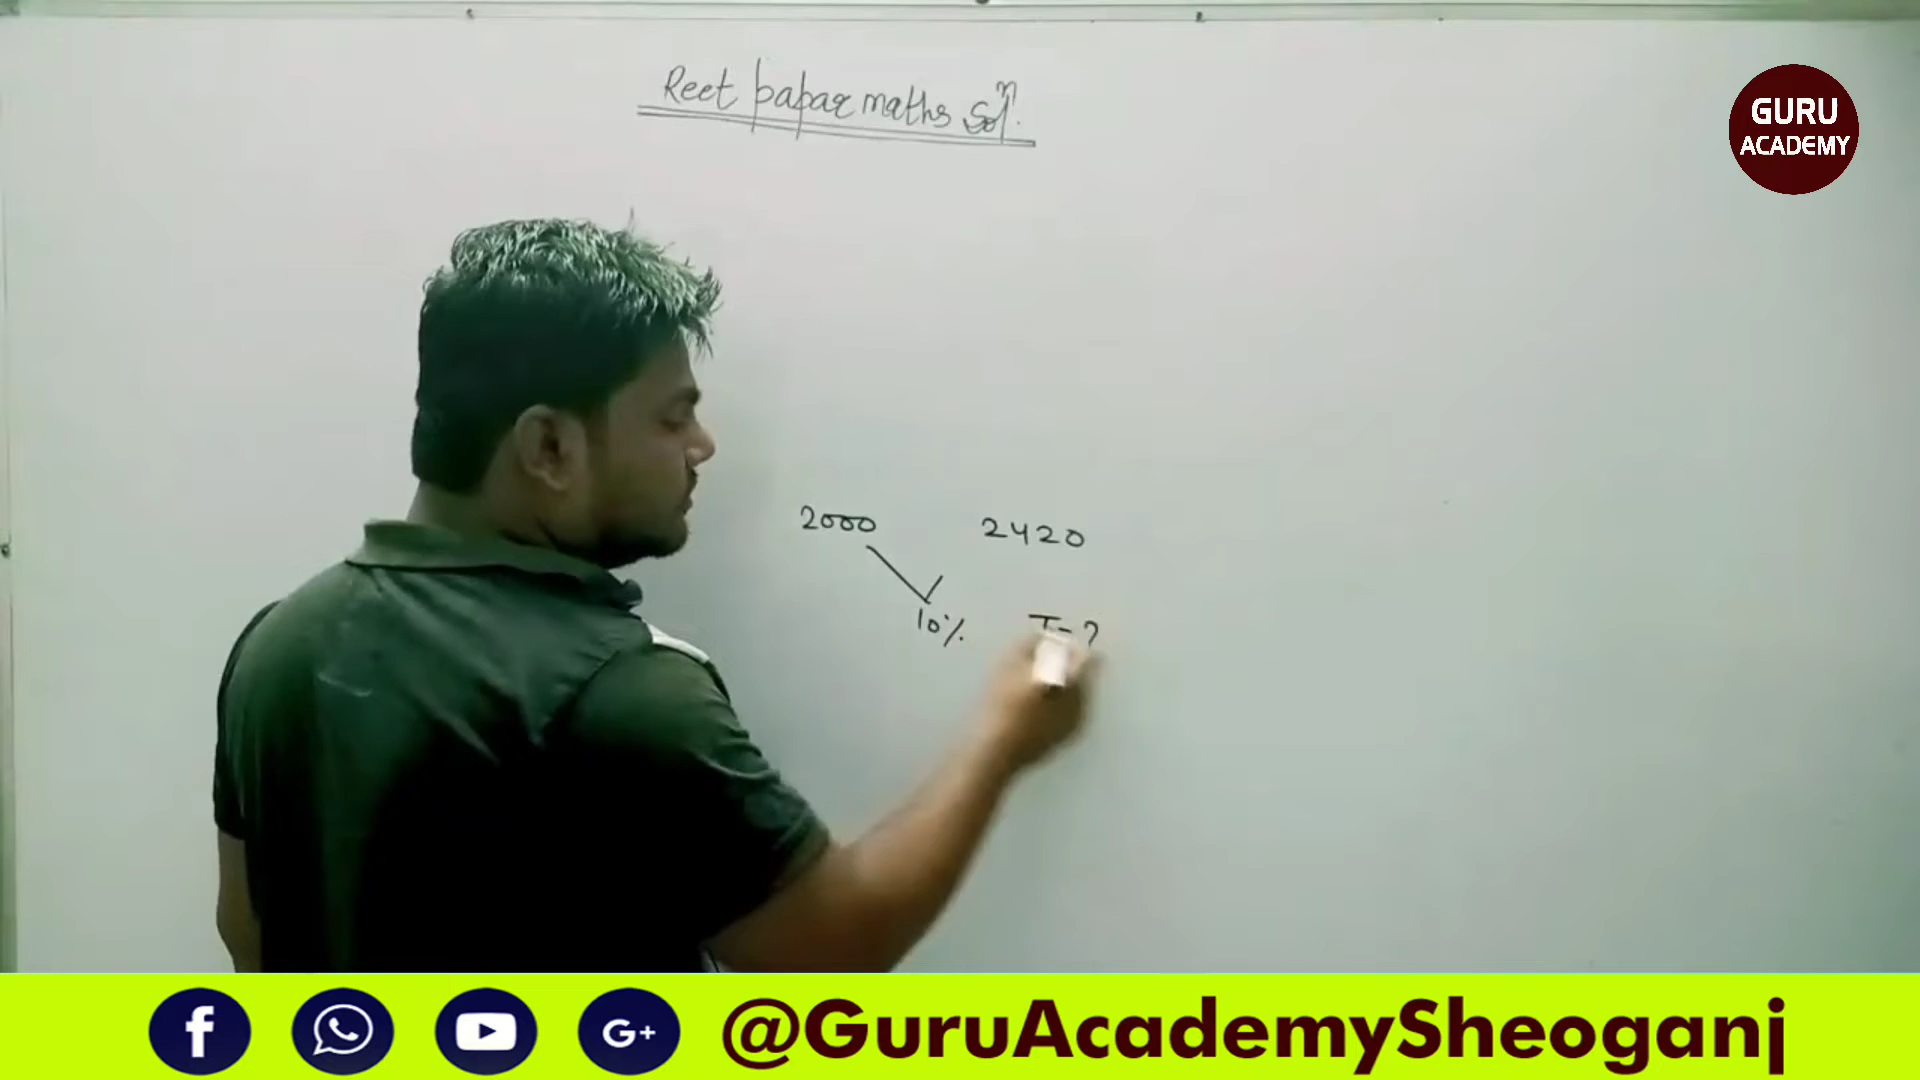 Reet papar maths Solⁿ.
GURU
ACADEMY
2000 2420
10% T=?
f G+ @GuruAcademySheoganj